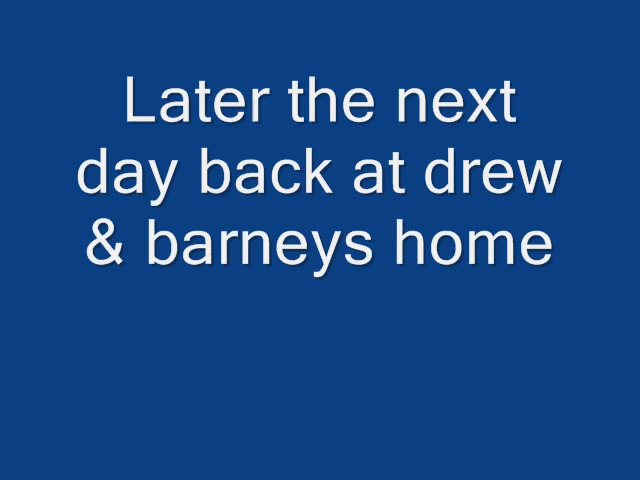 Later the next
day back at drew
& barneys home